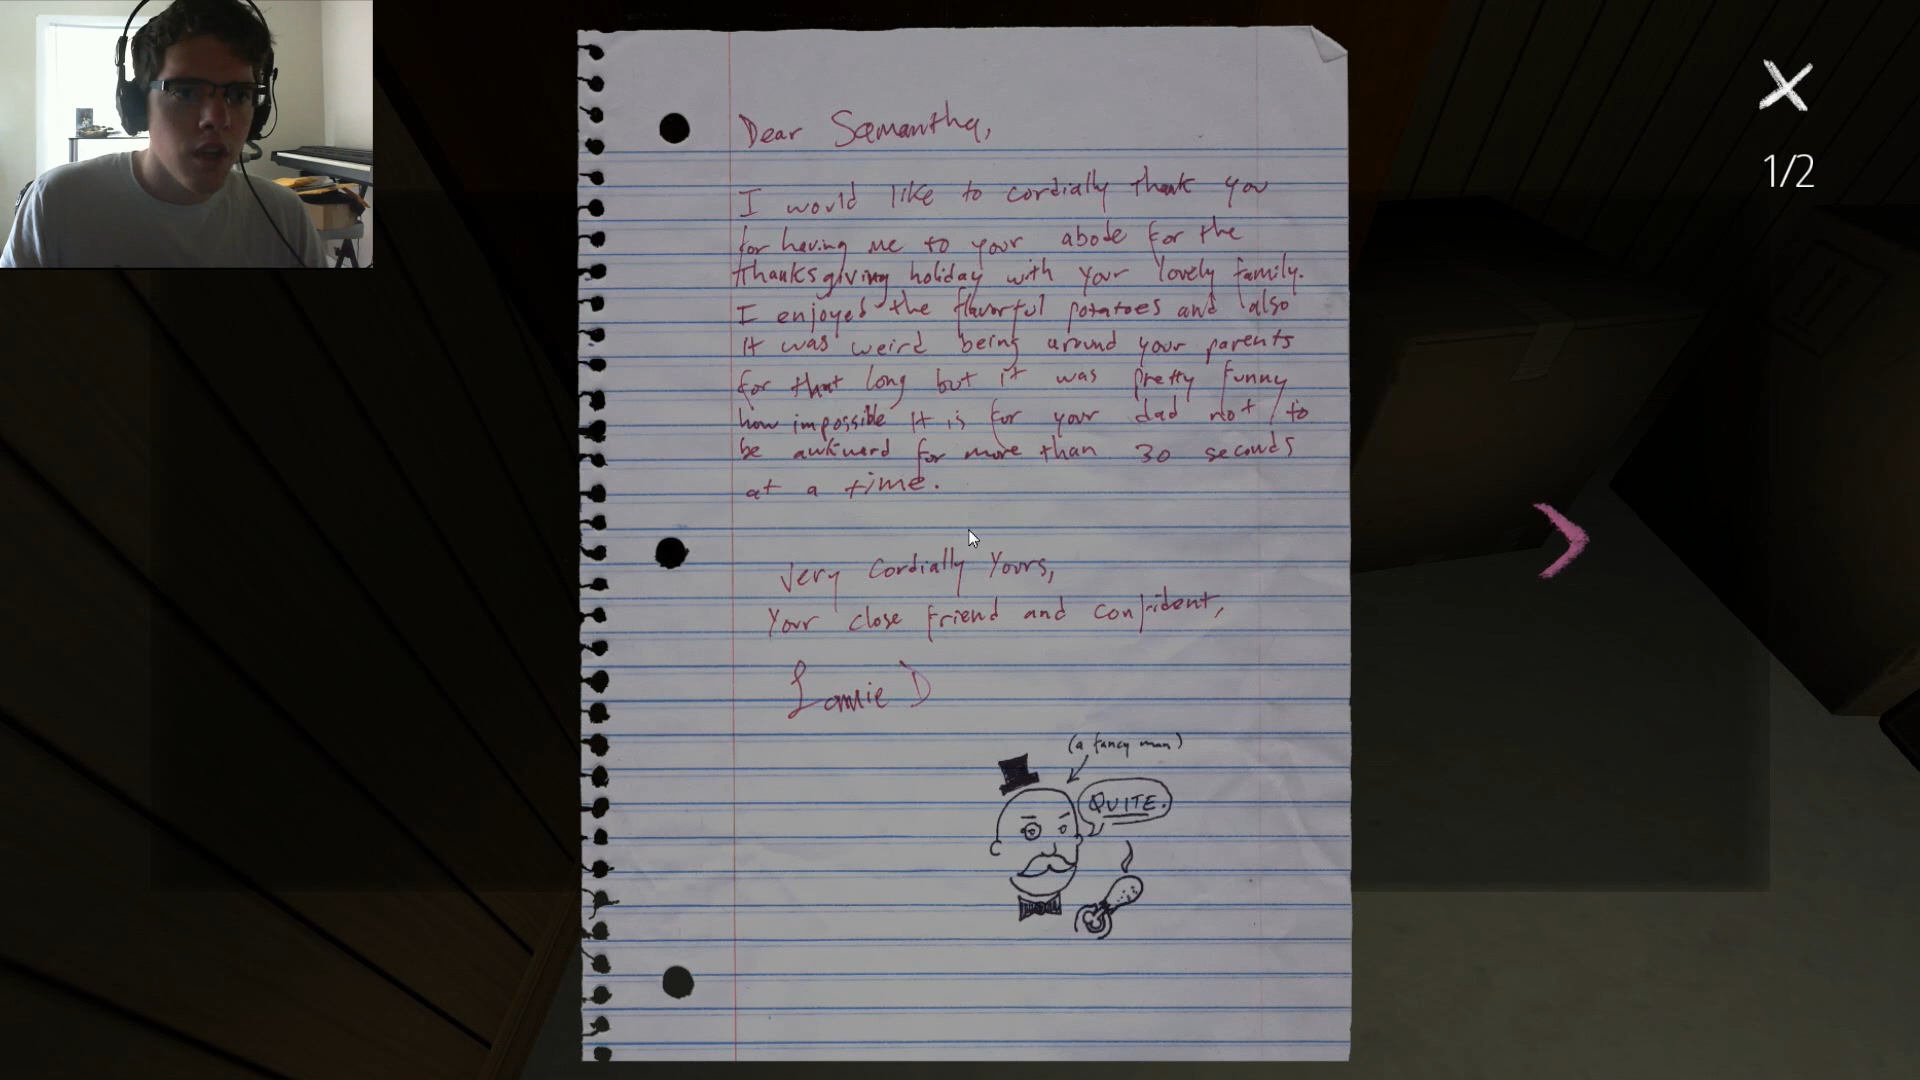 1/2
Dear Samantha,
I would like to cordially thank you
for having me to your abode for the
thanksgiving holiday with your lovely family.
I enjoyed the flavorful potatoes and also
it was weird being around your parents
for that long but it was pretty funny
how impossible it is for your dad not to
be awkward for more than 30 seconds
at a time.
Very Cordially Yours,
Your close friend and confident,
Lonnie D
(a fancy man)
QUITE.